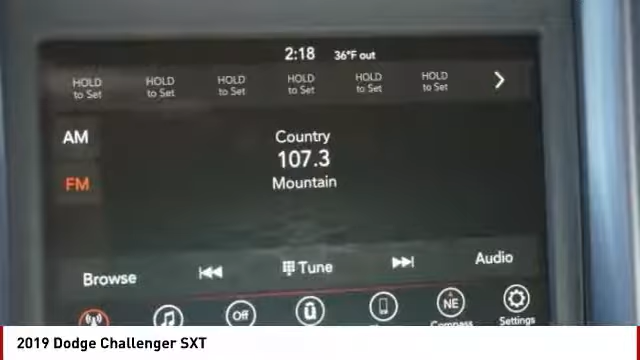 2:18 36°F out
HOLD to Set HOLD to Set HOLD to Set HOLD to Set HOLD to Set HOLD to Set
AM
Country
107.3
FM
Mountain
Browse Tune Audio
Off ū NE
Compass Settings
2019 Dodge Challenger SXT